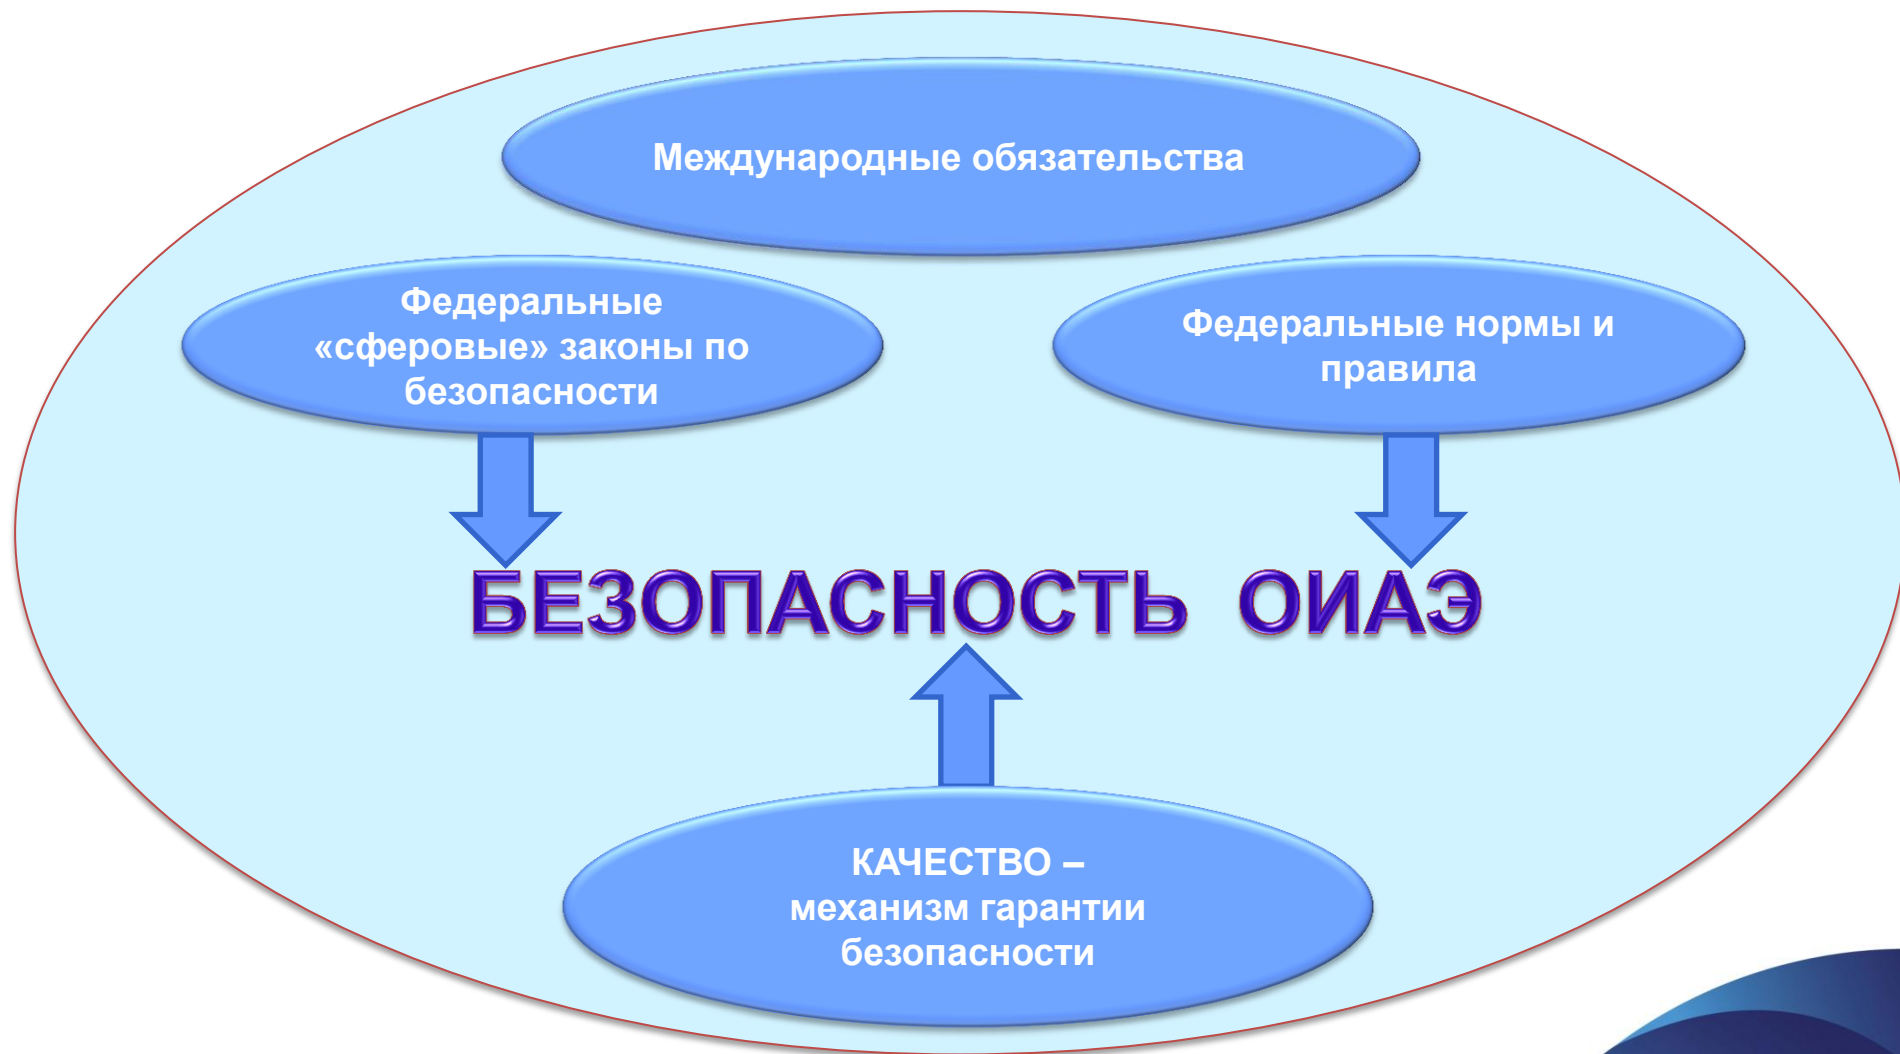 Международные обязательства
Федеральные
«сферовые» законы по
безопасности
Федеральные нормы и
правила
БЕЗОПАСНОСТЬ ОИАЭ
КАЧЕСТВО –
механизм гарантии
безопасности